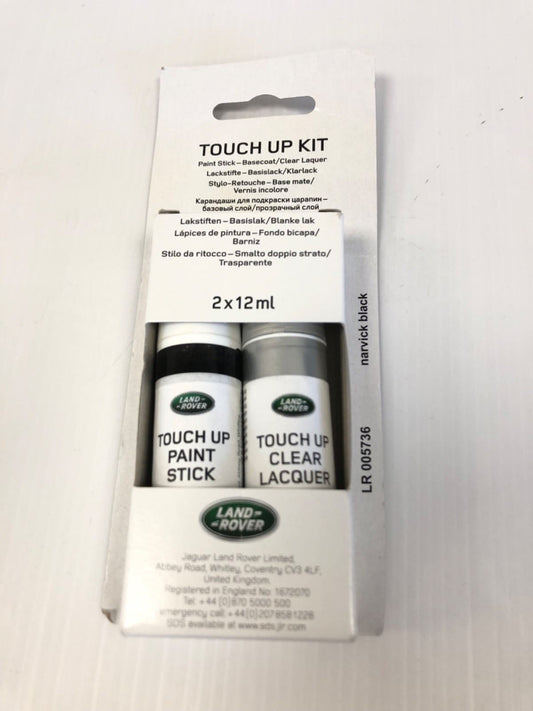 TOUCH UP KIT
Paint Stick – Basecoat/Clear Laquer
Lackstifte – Basislack/Klarlack
Stylo-Retouche – Base mate/
Vernis incolore
Карандаши для подкраски царапин –
базовый слой/прозрачный слой
Lakstiften – Basislak/Blanke lak
Lápices de pintura – Fondo bicapa/
Barniz
Stilo da ritocco – Smalto doppio strato/
Trasparente
2 x 12 ml
narvick black
LR 005736
LAND-
-ROVER
TOUCH UP
PAINT
STICK
LAND-
-ROVER
TOUCH UP
CLEAR
LACQUER
LAND-
-ROVER
Jaguar Land Rover Limited,
Abbey Road, Whitley, Coventry CV3 4LF,
United Kingdom
Registered in England No: 1672070
Tel: +44 (0)870 5000 500
emergency call: +44(0)207 858 1228
SDS available at www.sds.jlr.com